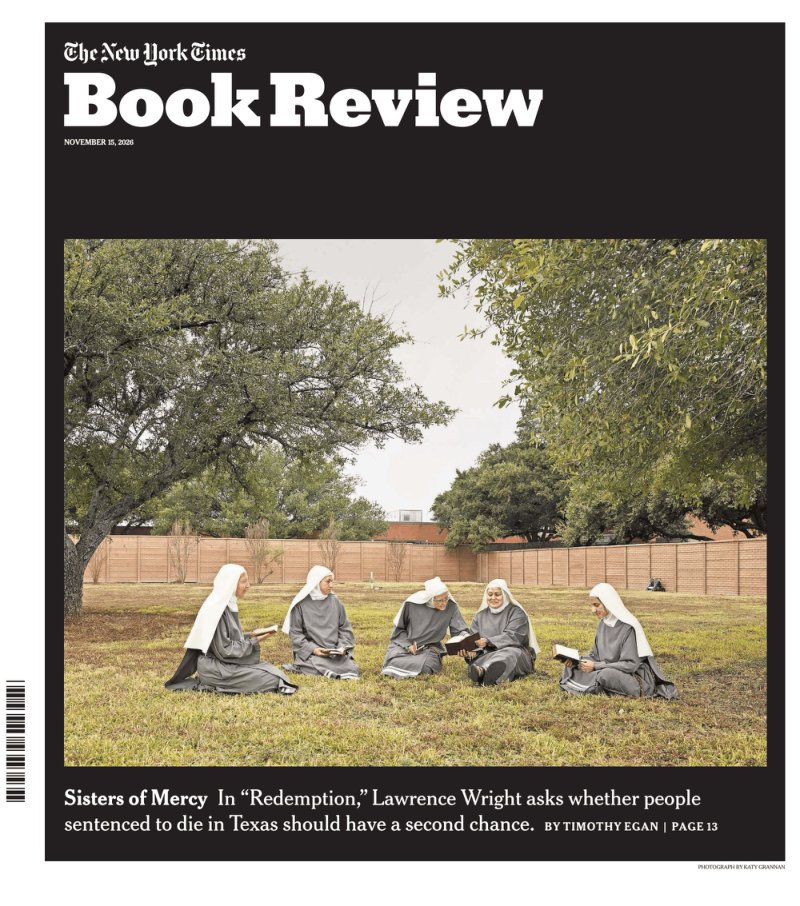 The New York Times
Book Review
NOVEMBER 15, 2026
Sisters of Mercy In “Redemption,” Lawrence Wright asks whether people
sentenced to die in Texas should have a second chance. BY TIMOTHY EGAN | PAGE 13
PHOTOGRAPH BY KATY GRANNAN